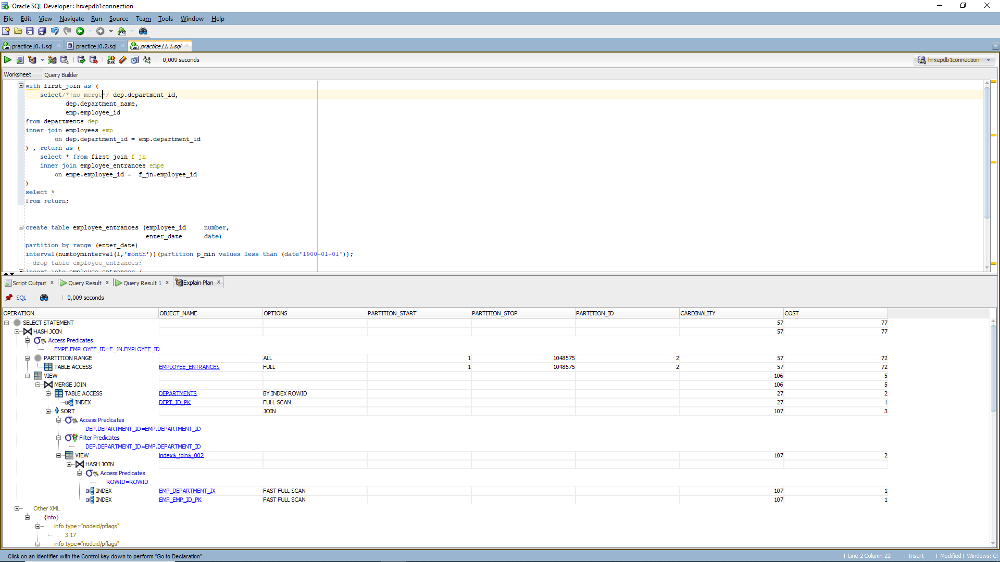 Oracle SQL Developer : hrxepdb1connection
File Edit View Navigate Run Source Team Tools Window Help
practice10.1.sql practice10.2.sql practice11.1.sql
0,009 seconds hrxepdb1connection
Worksheet Query Builder
with first_join as (
select/*+no_merge*/ dep.department_id,
dep.department_name,
emp.employee_id
from departments dep
inner join employees emp
on dep.department_id = emp.department_id
) , return as (
select * from first_join f_jn
inner join employee_entrances empe
on empe.employee_id =  f_jn.employee_id
)
select *
from return;
create table employee_entrances (employee_id number,
enter_date date)
partition by range (enter_date)
interval(numtoyminterval(1,'month'))(partition p_min values less than (date'1900-01-01'));
--drop table employee_entrances;
insert into employee_entrances (
Script Output Query Result Query Result 1 Explain Plan
SQL 0,009 seconds
OPERATION OBJECT_NAME OPTIONS PARTITION_START PARTITION_STOP PARTITION_ID CARDINALITY COST
SELECT STATEMENT 57 77
HASH JOIN 57 77
Access Predicates
EMPE.EMPLOYEE_ID=F_JN.EMPLOYEE_ID
PARTITION RANGE ALL 1 1048575 2 57 72
TABLE ACCESS EMPLOYEE_ENTRANCES FULL 1 1048575 2 57 72
VIEW 106 5
MERGE JOIN 106 5
TABLE ACCESS DEPARTMENTS BY INDEX ROWID 27 2
INDEX DEPT_ID_PK FULL SCAN 27 1
SORT JOIN 107 3
Access Predicates
DEP.DEPARTMENT_ID=EMP.DEPARTMENT_ID
Filter Predicates
DEP.DEPARTMENT_ID=EMP.DEPARTMENT_ID
VIEW index$_join$_002 107 2
HASH JOIN
Access Predicates
ROWID=ROWID
INDEX EMP_DEPARTMENT_IX FAST FULL SCAN 107 1
INDEX EMP_EMP_ID_PK FAST FULL SCAN 107 1
Other XML
{info}
info type="nodeid/pflags"
3 17
info type="nodeid/pflags"
Click on an identifier with the Control key down to perform "Go to Declaration" | Line 2 Column 22 | Insert | Modified | Windows: CF